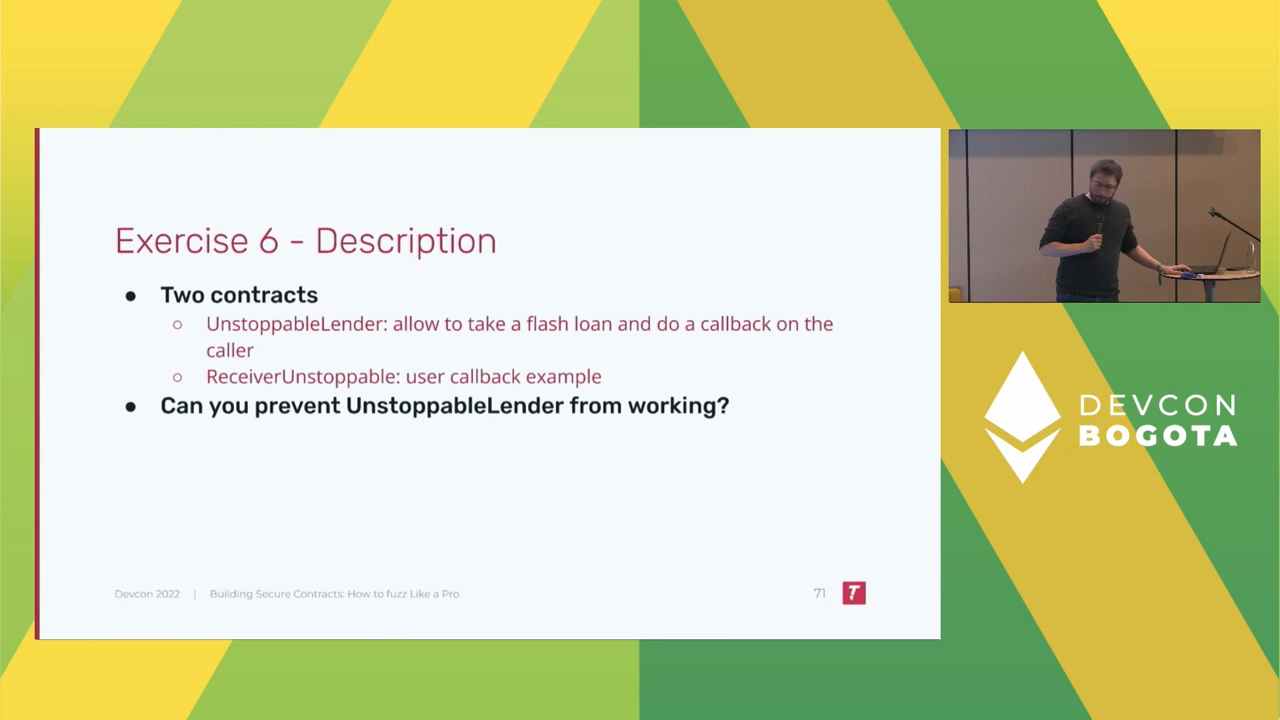 Exercise 6 - Description
● Two contracts
○ UnstoppableLender: allow to take a flash loan and do a callback on the
caller
○ ReceiverUnstoppable: user callback example
● Can you prevent UnstoppableLender from working?
Devcon 2022 | Building Secure Contracts: How to fuzz Like a Pro
71
DEVCON
BOGOTA